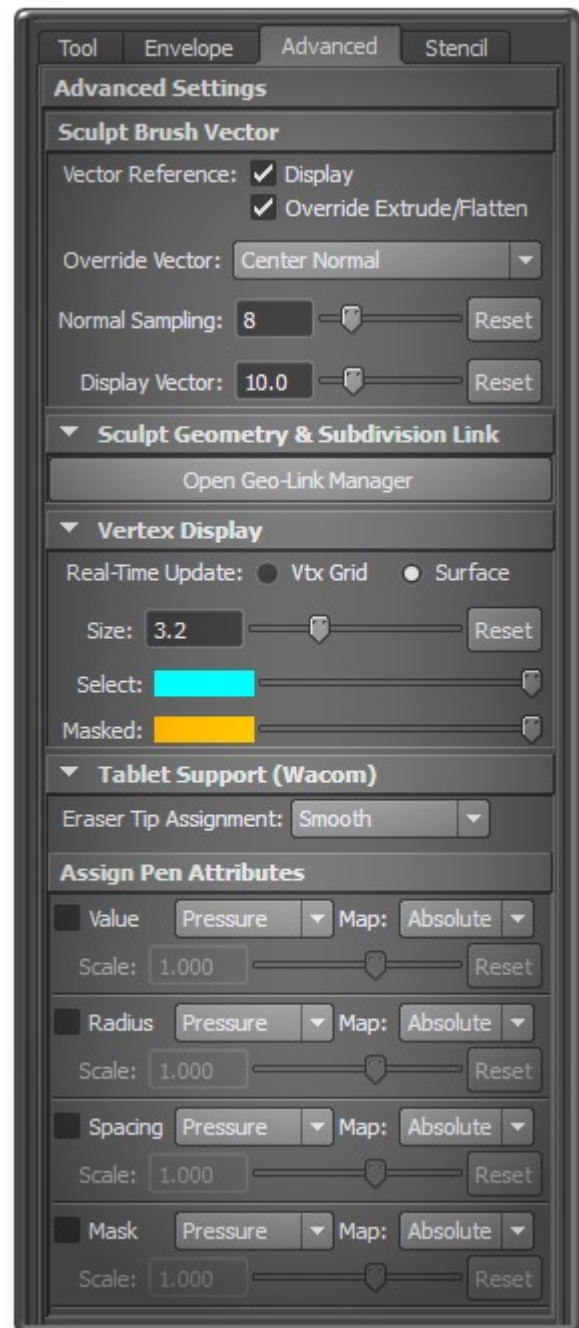 Tool Envelope Advanced Stencil
Advanced Settings
Sculpt Brush Vector
Vector Reference: Display
Override Extrude/Flatten
Override Vector: Center Normal
Normal Sampling: 8 Reset
Display Vector: 10.0 Reset
Sculpt Geometry & Subdivision Link
Open Geo-Link Manager
Vertex Display
Real-Time Update: Vtx Grid Surface
Size: 3.2 Reset
Select:
Masked:
Tablet Support (Wacom)
Eraser Tip Assignment: Smooth
Assign Pen Attributes
Value Pressure Map: Absolute
Scale: 1.000 Reset
Radius Pressure Map: Absolute
Scale: 1.000 Reset
Spacing Pressure Map: Absolute
Scale: 1.000 Reset
Mask Pressure Map: Absolute
Scale: 1.000 Reset